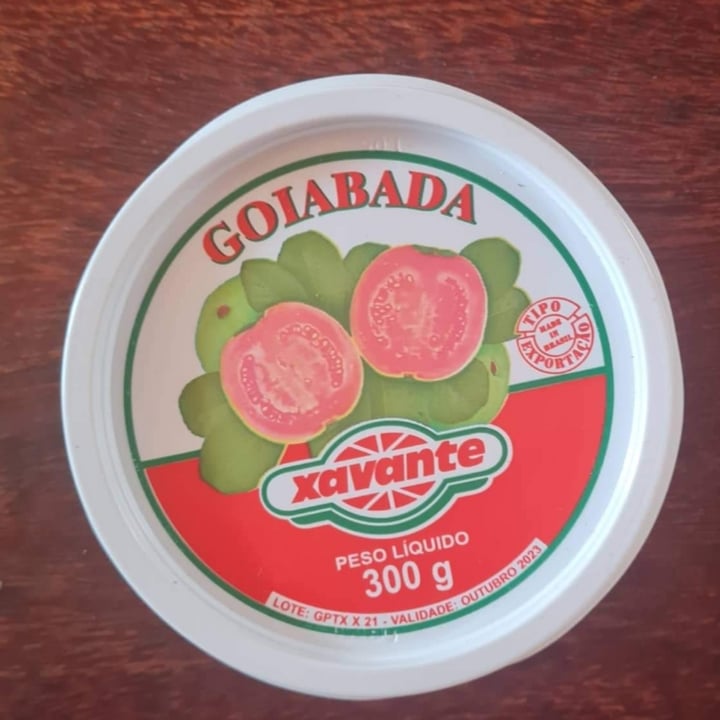 GOIABADA
TIPO
MADE
IN
BRASIL
EXPORTAÇÃO
xavante
PESO LÍQUIDO
300 g
LOTE: GPTX X 21 - VALIDADE: OUTUBRO 2023